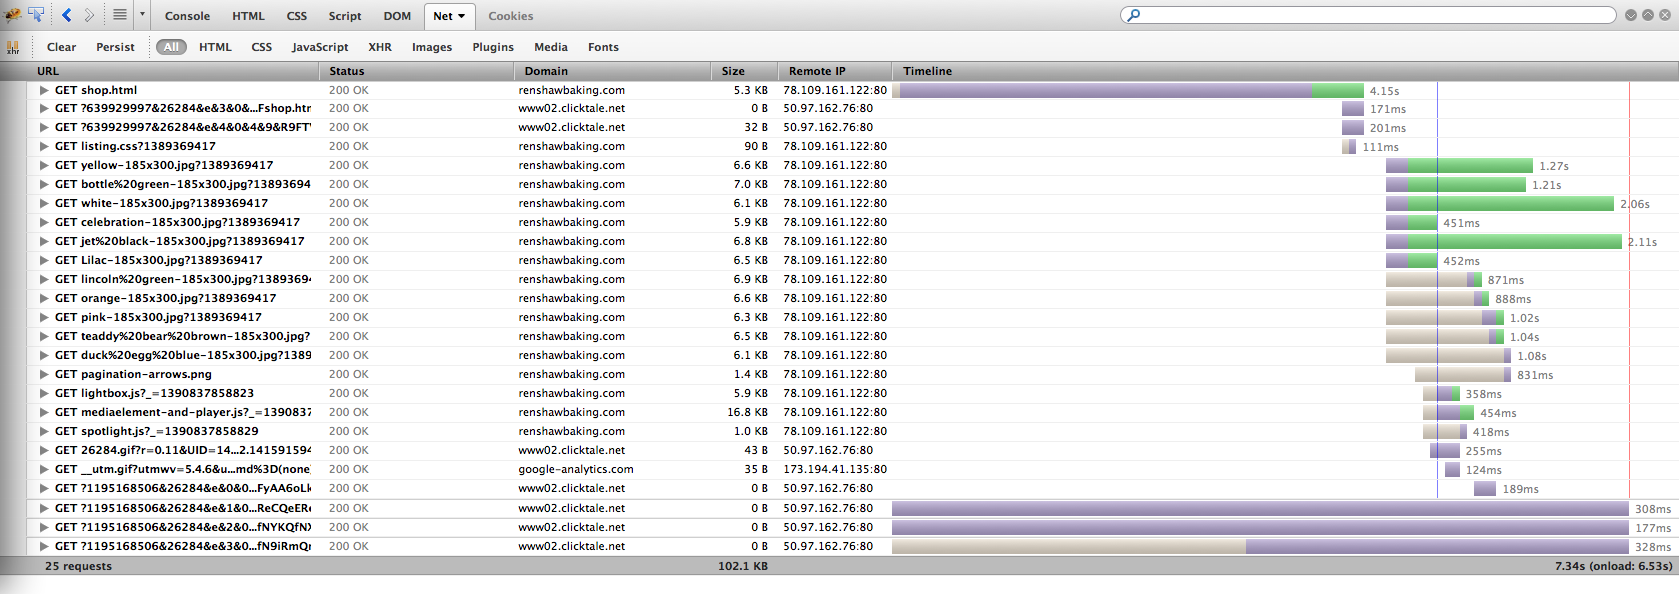 Console HTML CSS Script DOM Net Cookies
xhr Clear Persist All HTML CSS JavaScript XHR Images Plugins Media Fonts
URL Status Domain Size Remote IP Timeline
GET shop.html 200 OK renshawbaking.com 5.3 KB 78.109.161.122:80 4.15s
GET ?639929997&26284&e&3&0&...Fshop.htm 200 OK www02.clicktale.net 0 B 50.97.162.76:80 171ms
GET ?639929997&26284&e&4&0&4&9&R9FT 200 OK www02.clicktale.net 32 B 50.97.162.76:80 201ms
GET listing.css?1389369417 200 OK renshawbaking.com 90 B 78.109.161.122:80 111ms
GET yellow-185x300.jpg?1389369417 200 OK renshawbaking.com 6.6 KB 78.109.161.122:80 1.27s
GET bottle%20green-185x300.jpg?13893694 200 OK renshawbaking.com 7.0 KB 78.109.161.122:80 1.21s
GET white-185x300.jpg?1389369417 200 OK renshawbaking.com 6.1 KB 78.109.161.122:80 2.06s
GET celebration-185x300.jpg?1389369417 200 OK renshawbaking.com 5.9 KB 78.109.161.122:80 451ms
GET jet%20black-185x300.jpg?1389369417 200 OK renshawbaking.com 6.8 KB 78.109.161.122:80 2.11s
GET Lilac-185x300.jpg?1389369417 200 OK renshawbaking.com 6.5 KB 78.109.161.122:80 452ms
GET lincoln%20green-185x300.jpg?1389369 200 OK renshawbaking.com 6.9 KB 78.109.161.122:80 871ms
GET orange-185x300.jpg?1389369417 200 OK renshawbaking.com 6.6 KB 78.109.161.122:80 888ms
GET pink-185x300.jpg?1389369417 200 OK renshawbaking.com 6.3 KB 78.109.161.122:80 1.02s
GET teaddy%20bear%20brown-185x300.jpg? 200 OK renshawbaking.com 6.5 KB 78.109.161.122:80 1.04s
GET duck%20egg%20blue-185x300.jpg?1389 200 OK renshawbaking.com 6.1 KB 78.109.161.122:80 1.08s
GET pagination-arrows.png 200 OK renshawbaking.com 1.4 KB 78.109.161.122:80 831ms
GET lightbox.js?_=1390837858823 200 OK renshawbaking.com 5.9 KB 78.109.161.122:80 358ms
GET mediaelement-and-player.js?_=139083 200 OK renshawbaking.com 16.8 KB 78.109.161.122:80 454ms
GET spotlight.js?_=1390837858829 200 OK renshawbaking.com 1.0 KB 78.109.161.122:80 418ms
GET 26284.gif?r=0.11&UID=14...2.141591594 200 OK www02.clicktale.net 43 B 50.97.162.76:80 255ms
GET __utm.gif?utmwv=5.4.6&u...md%3D(none) 200 OK google-analytics.com 35 B 173.194.41.135:80 124ms
GET ?1195168506&26284&e&0&0...FyAA6oLk 200 OK www02.clicktale.net 0 B 50.97.162.76:80 189ms
GET ?1195168506&26284&e&1&0...ReCQeERe 200 OK www02.clicktale.net 0 B 50.97.162.76:80 308ms
GET ?1195168506&26284&e&2&0...fNYKQfNX 200 OK www02.clicktale.net 0 B 50.97.162.76:80 177ms
GET ?1195168506&26284&e&3&0...fN9iRmQr 200 OK www02.clicktale.net 0 B 50.97.162.76:80 328ms
25 requests 102.1 KB 7.34s (onload: 6.53s)